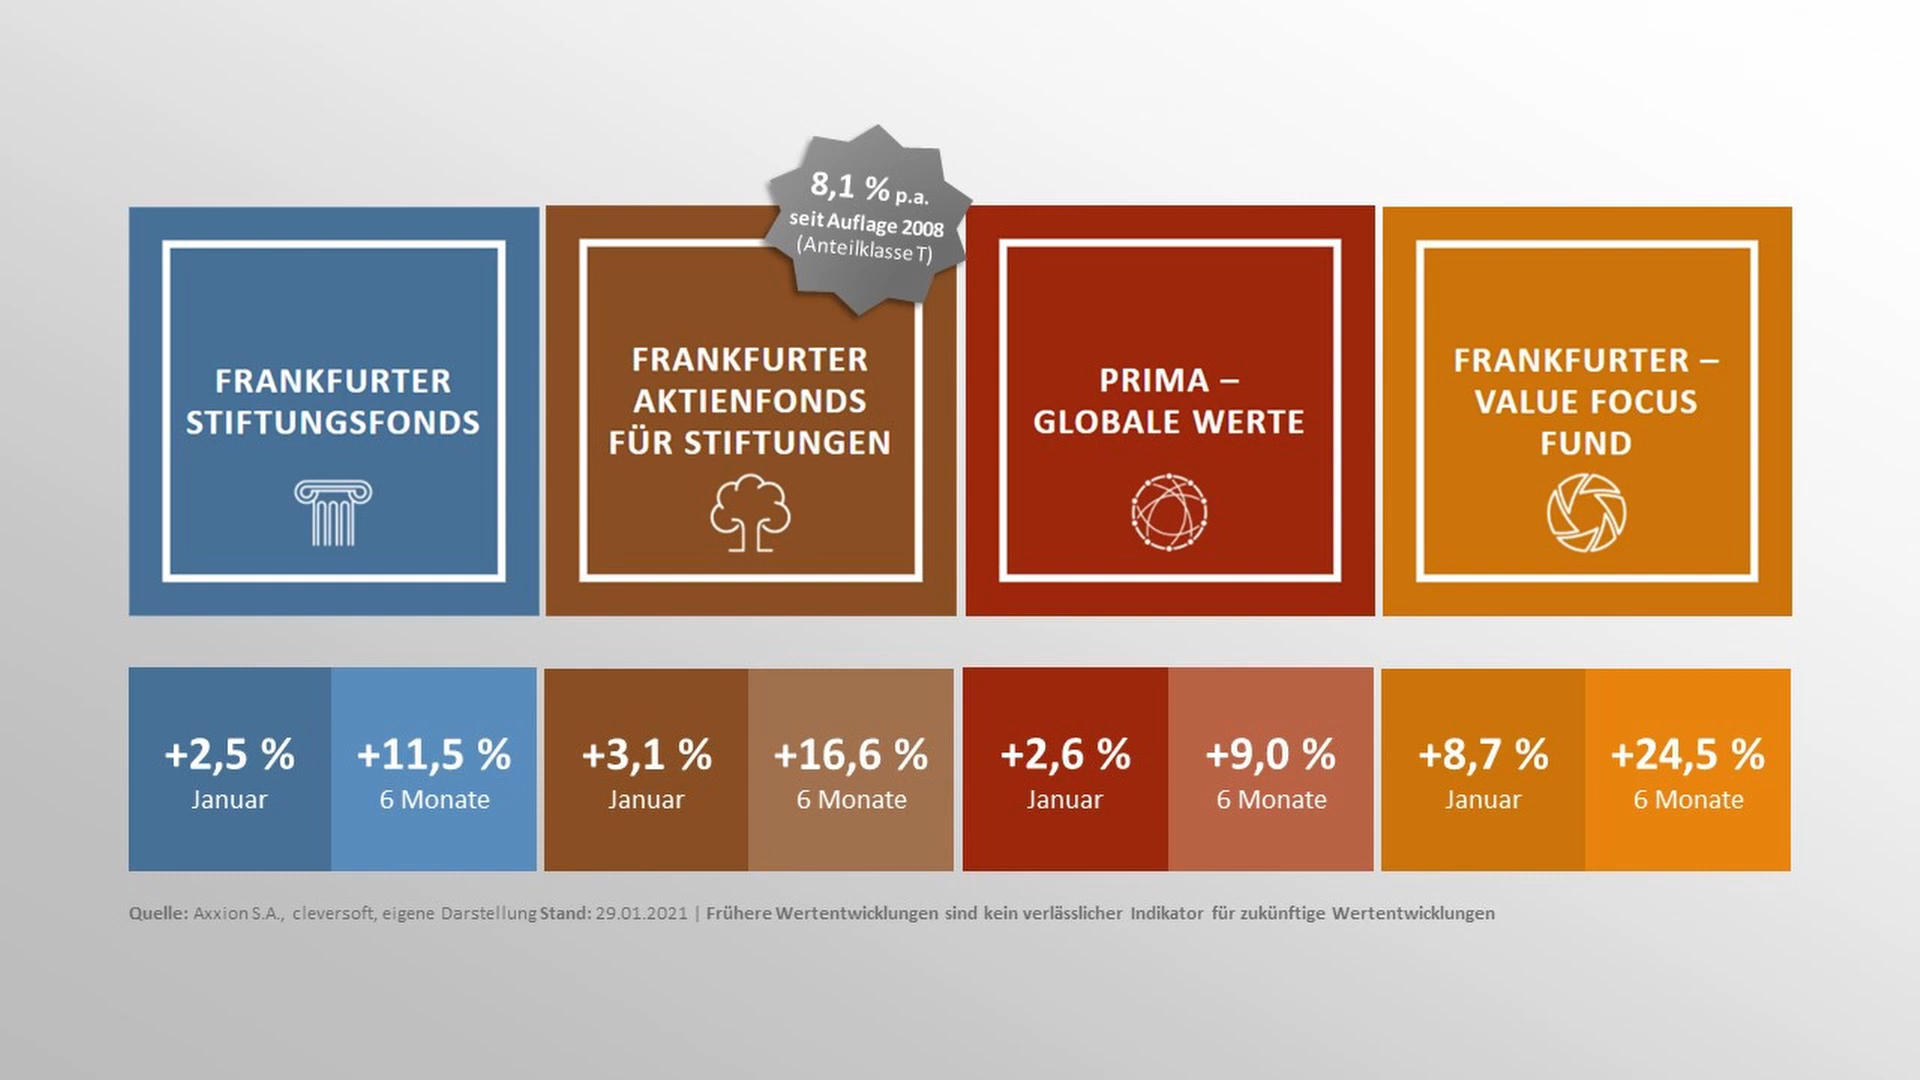 8,1 % p.a.
seit Auflage 2008
(Anteilklasse T)
FRANKFURTER
STIFTUNGSFONDS
FRANKFURTER
AKTIENFONDS
FÜR STIFTUNGEN
PRIMA –
GLOBALE WERTE
FRANKFURTER –
VALUE FOCUS
FUND
+2,5 %
Januar
+11,5 %
6 Monate
+3,1 %
Januar
+16,6 %
6 Monate
+2,6 %
Januar
+9,0 %
6 Monate
+8,7 %
Januar
+24,5 %
6 Monate
Quelle: Axxion S.A., cleversoft, eigene Darstellung Stand: 29.01.2021 | Frühere Wertentwicklungen sind kein verlässlicher Indikator für zukünftige Wertentwicklungen